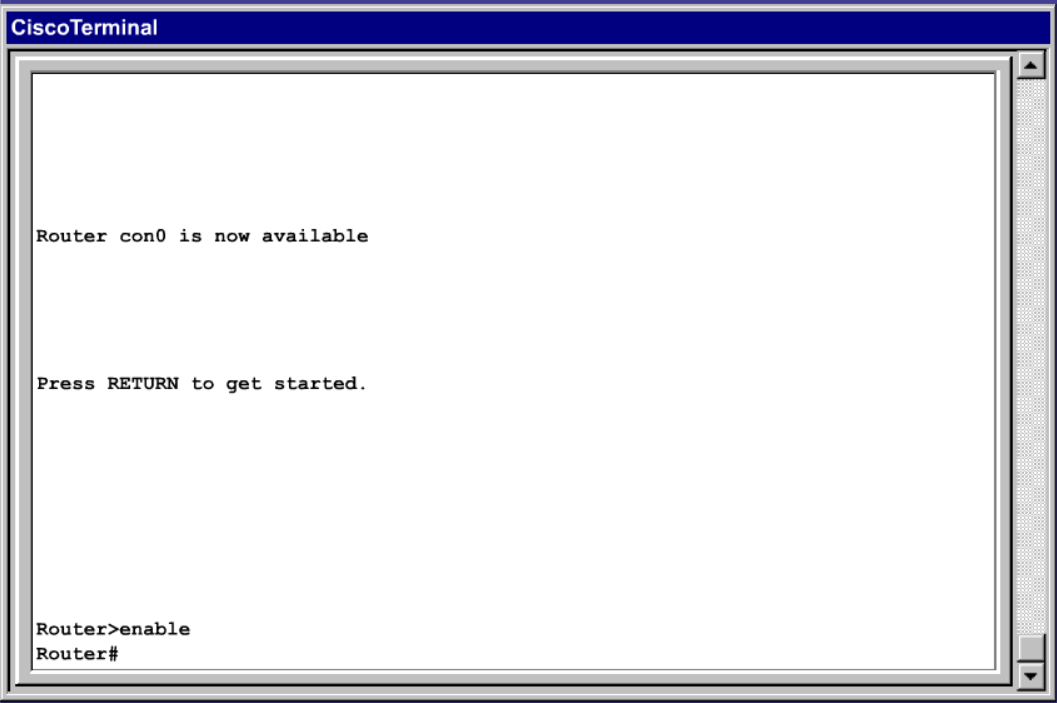 CiscoTerminal
Router con0 is now available
Press RETURN to get started.
Router>enable
Router#